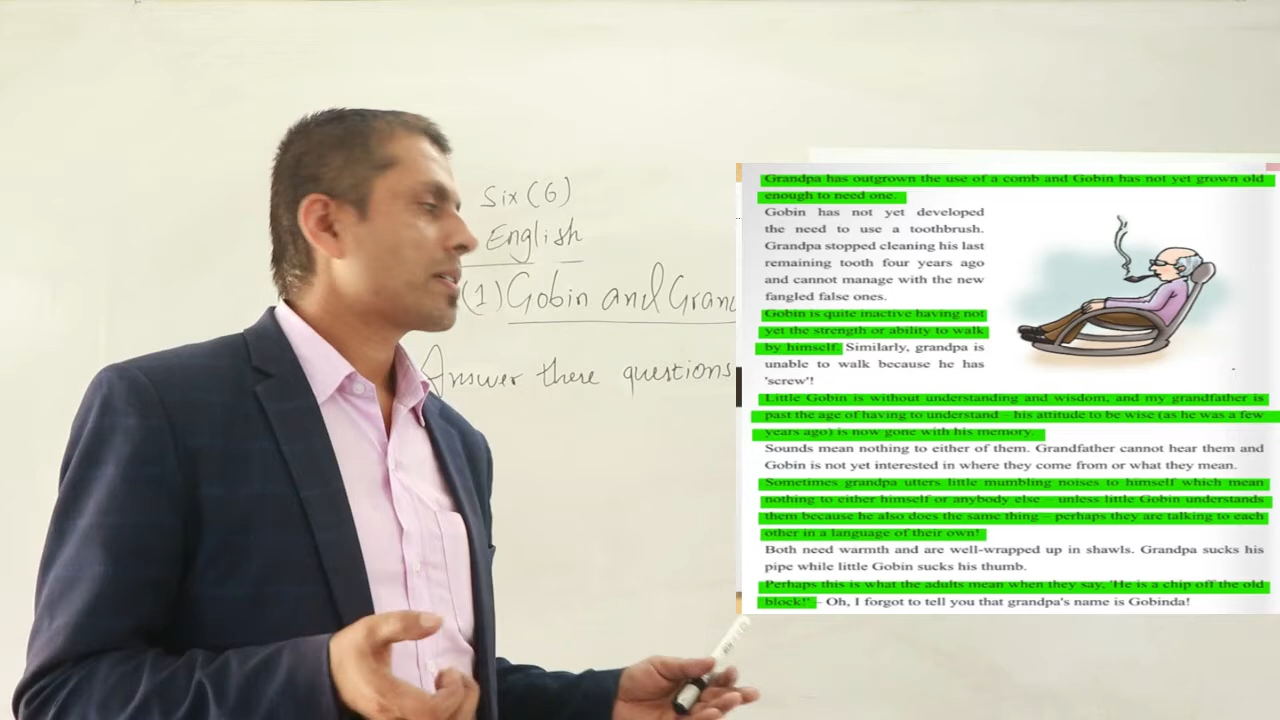 Six (6)
English
(1) Gobin and Gran
Answer these questions
Grandpa has outgrown the use of a comb and Gobin has not yet grown old
enough to need one.
Gobin has not yet developed
the need to use a toothbrush.
Grandpa stopped cleaning his last
remaining tooth four years ago
and cannot manage with the new
fangled false ones.
Gobin is quite inactive having not
yet the strength or ability to walk
by himself. Similarly, grandpa is
unable to walk because he has
'screw'!
Little Gobin is without understanding and wisdom, and my grandfather is
past the age of having to understand – his attitude to be wise (as he was a few
years ago) is now gone with his memory.
Sounds mean nothing to either of them. Grandfather cannot hear them and
Gobin is not yet interested in where they come from or what they mean.
Sometimes grandpa utters little mumbling noises to himself which mean
nothing to either himself or anybody else – unless little Gobin understands
them because he also does the same thing – perhaps they are talking to each
other in a language of their own!
Both need warmth and are well-wrapped up in shawls. Grandpa sucks his
pipe while little Gobin sucks his thumb.
Perhaps this is what the adults mean when they say, 'He is a chip off the old
block!' – Oh, I forgot to tell you that grandpa's name is Gobinda!